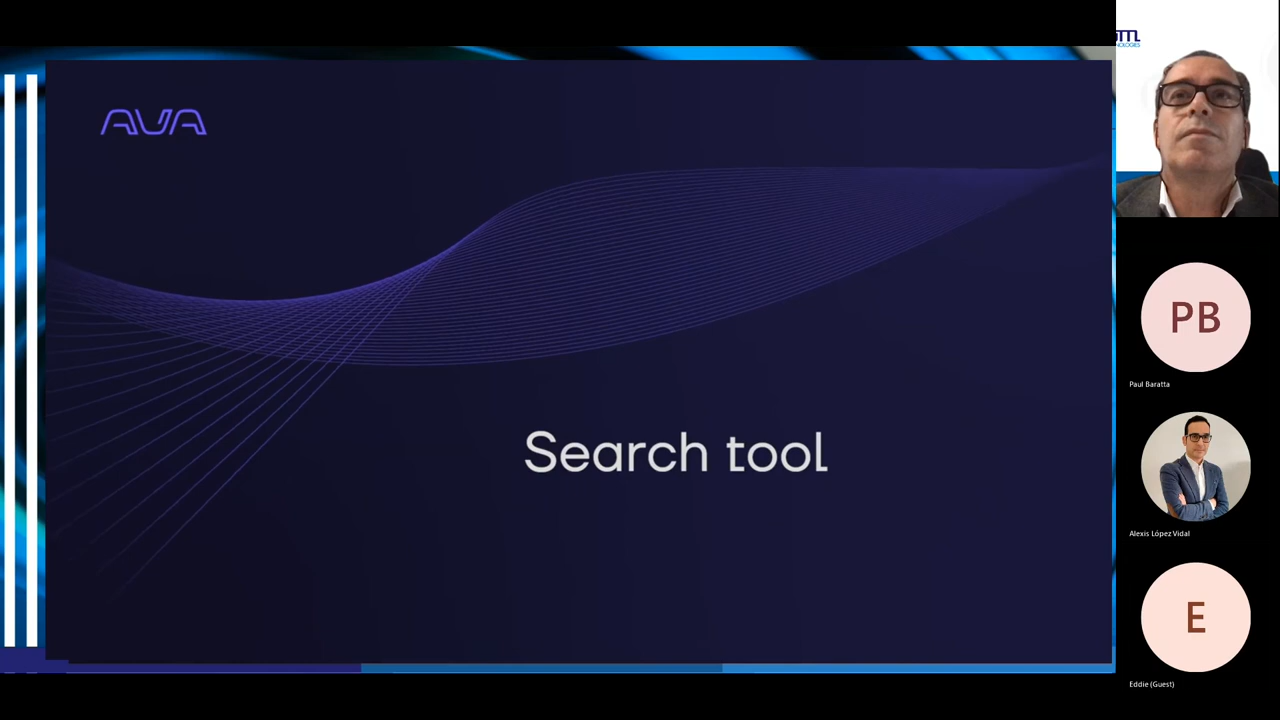 AVA
Search tool
PB
Paul Baratta
Alexis López Vidal
E
Eddie (Guest)